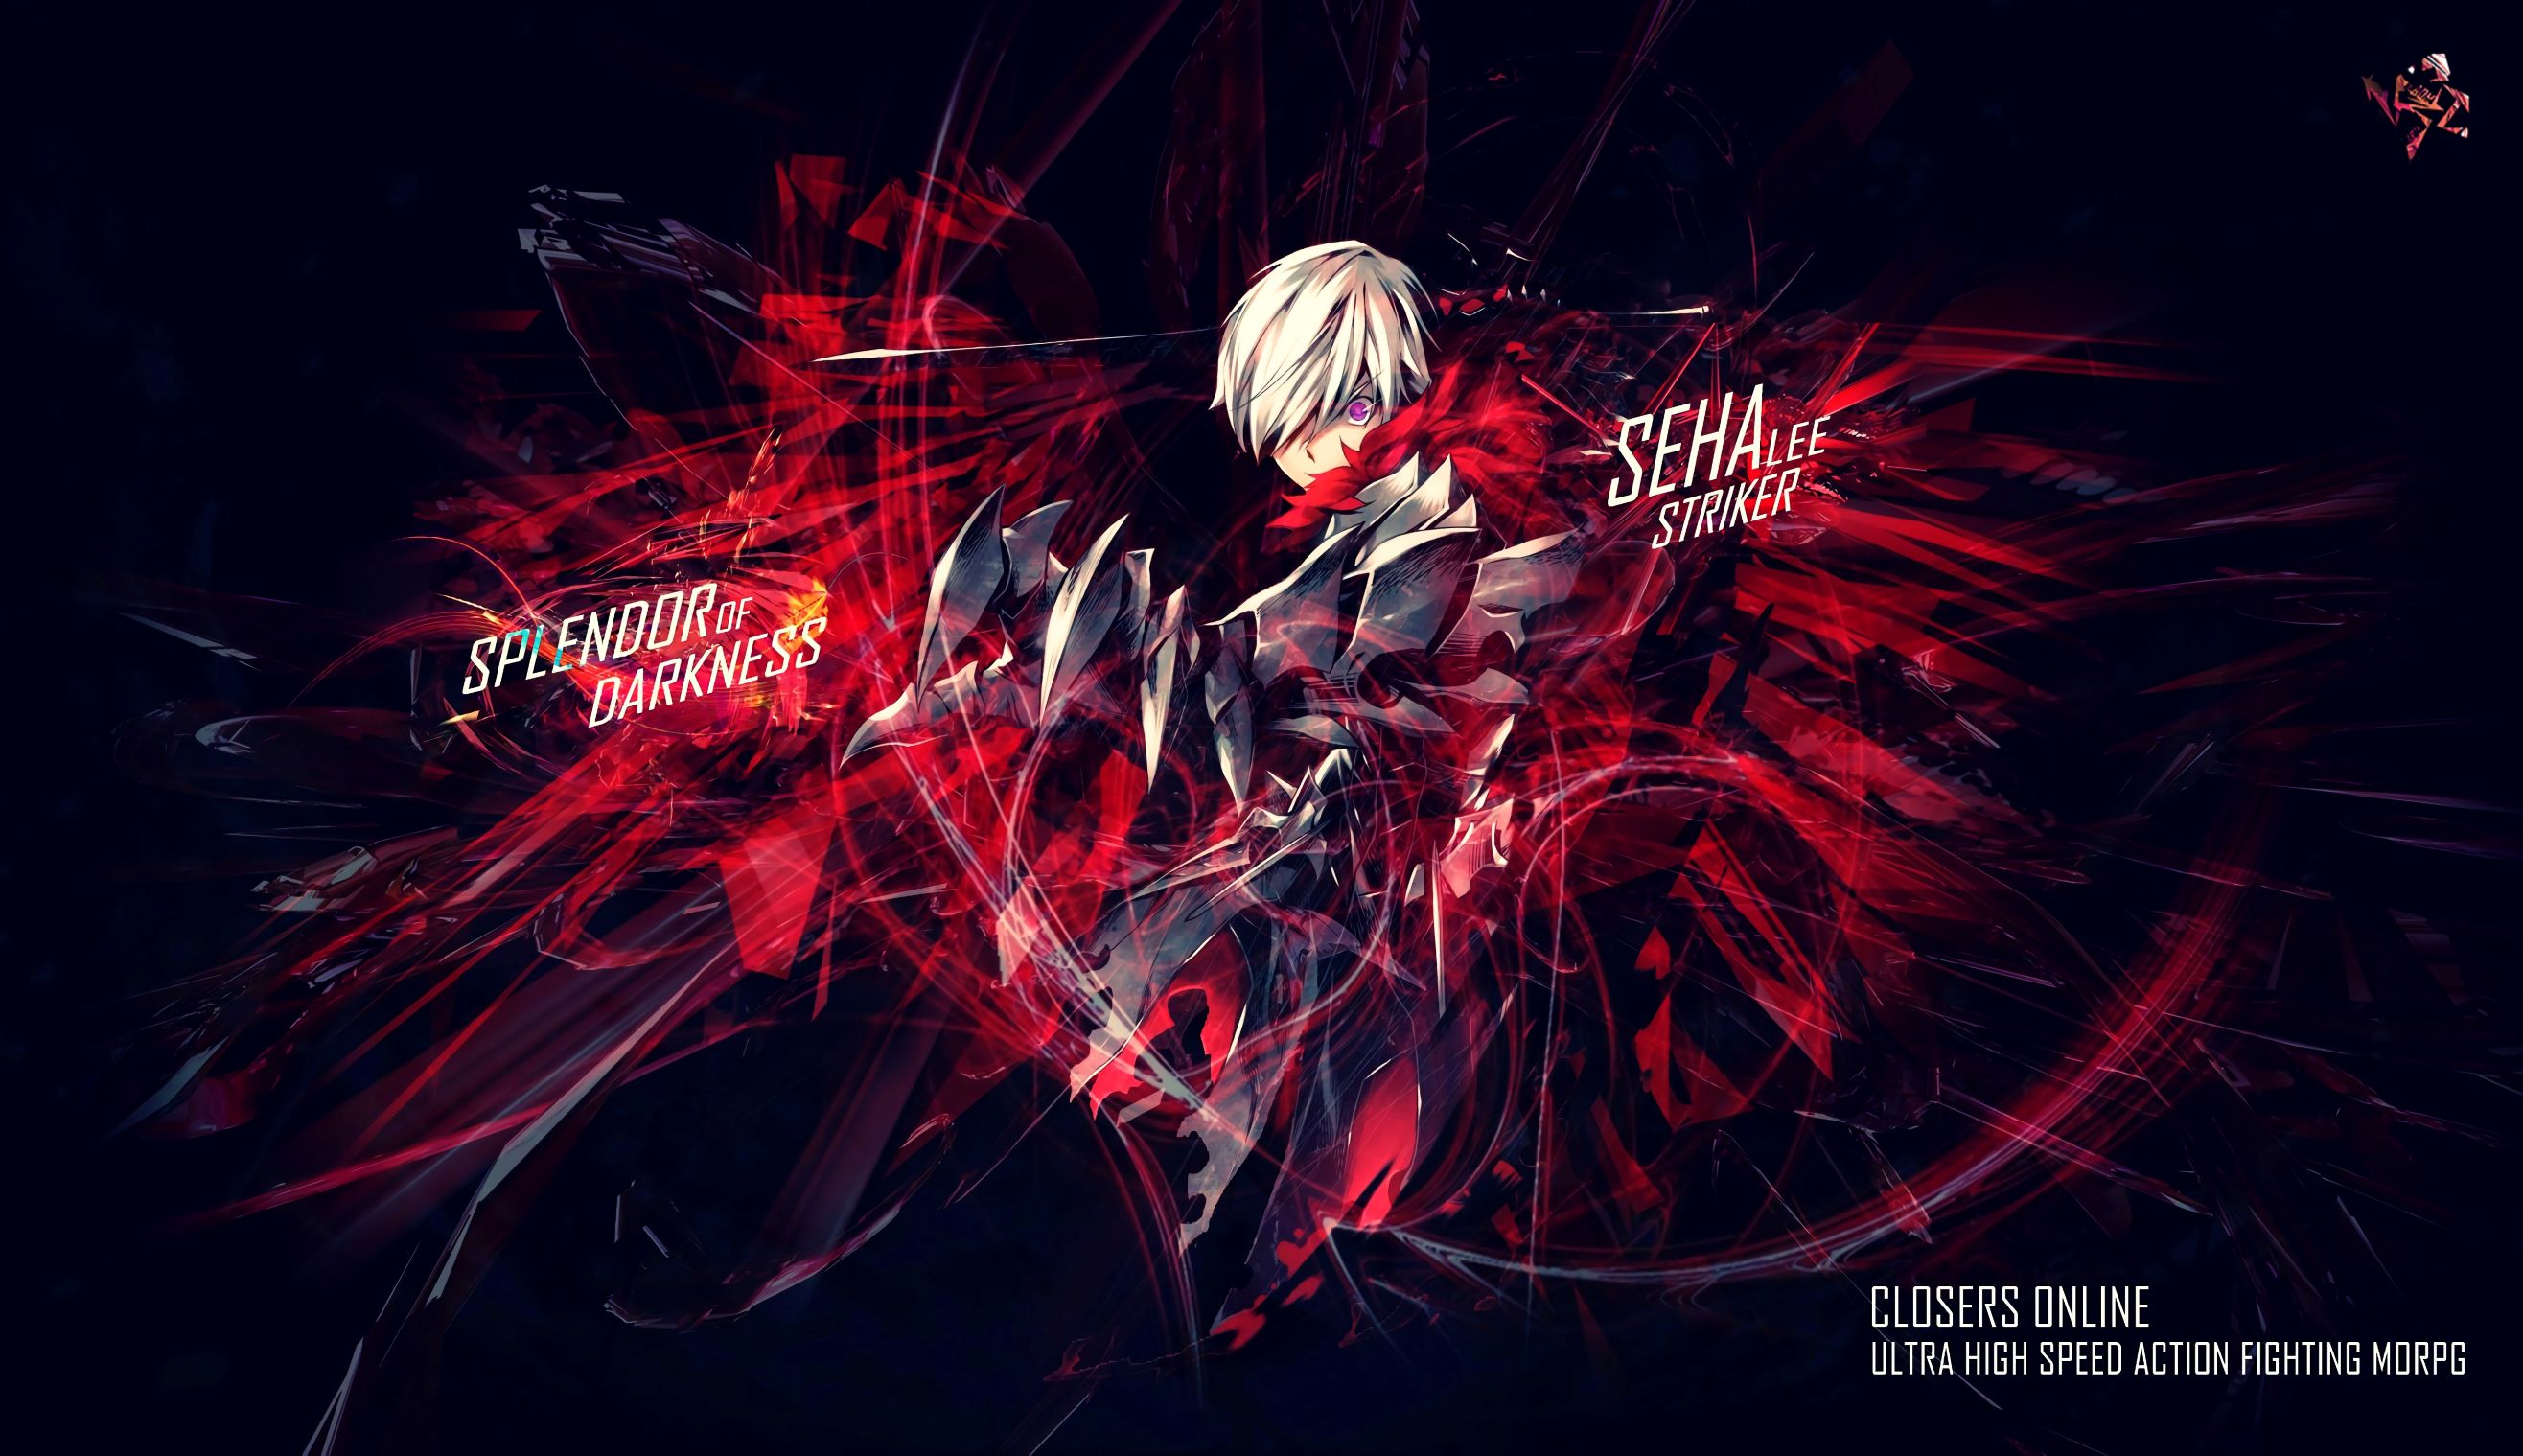 SEHA LEE
STRIKER
SPLENDOR OF
DARKNESS
CLOSERS ONLINE
ULTRA HIGH SPEED ACTION FIGHTING MORPG